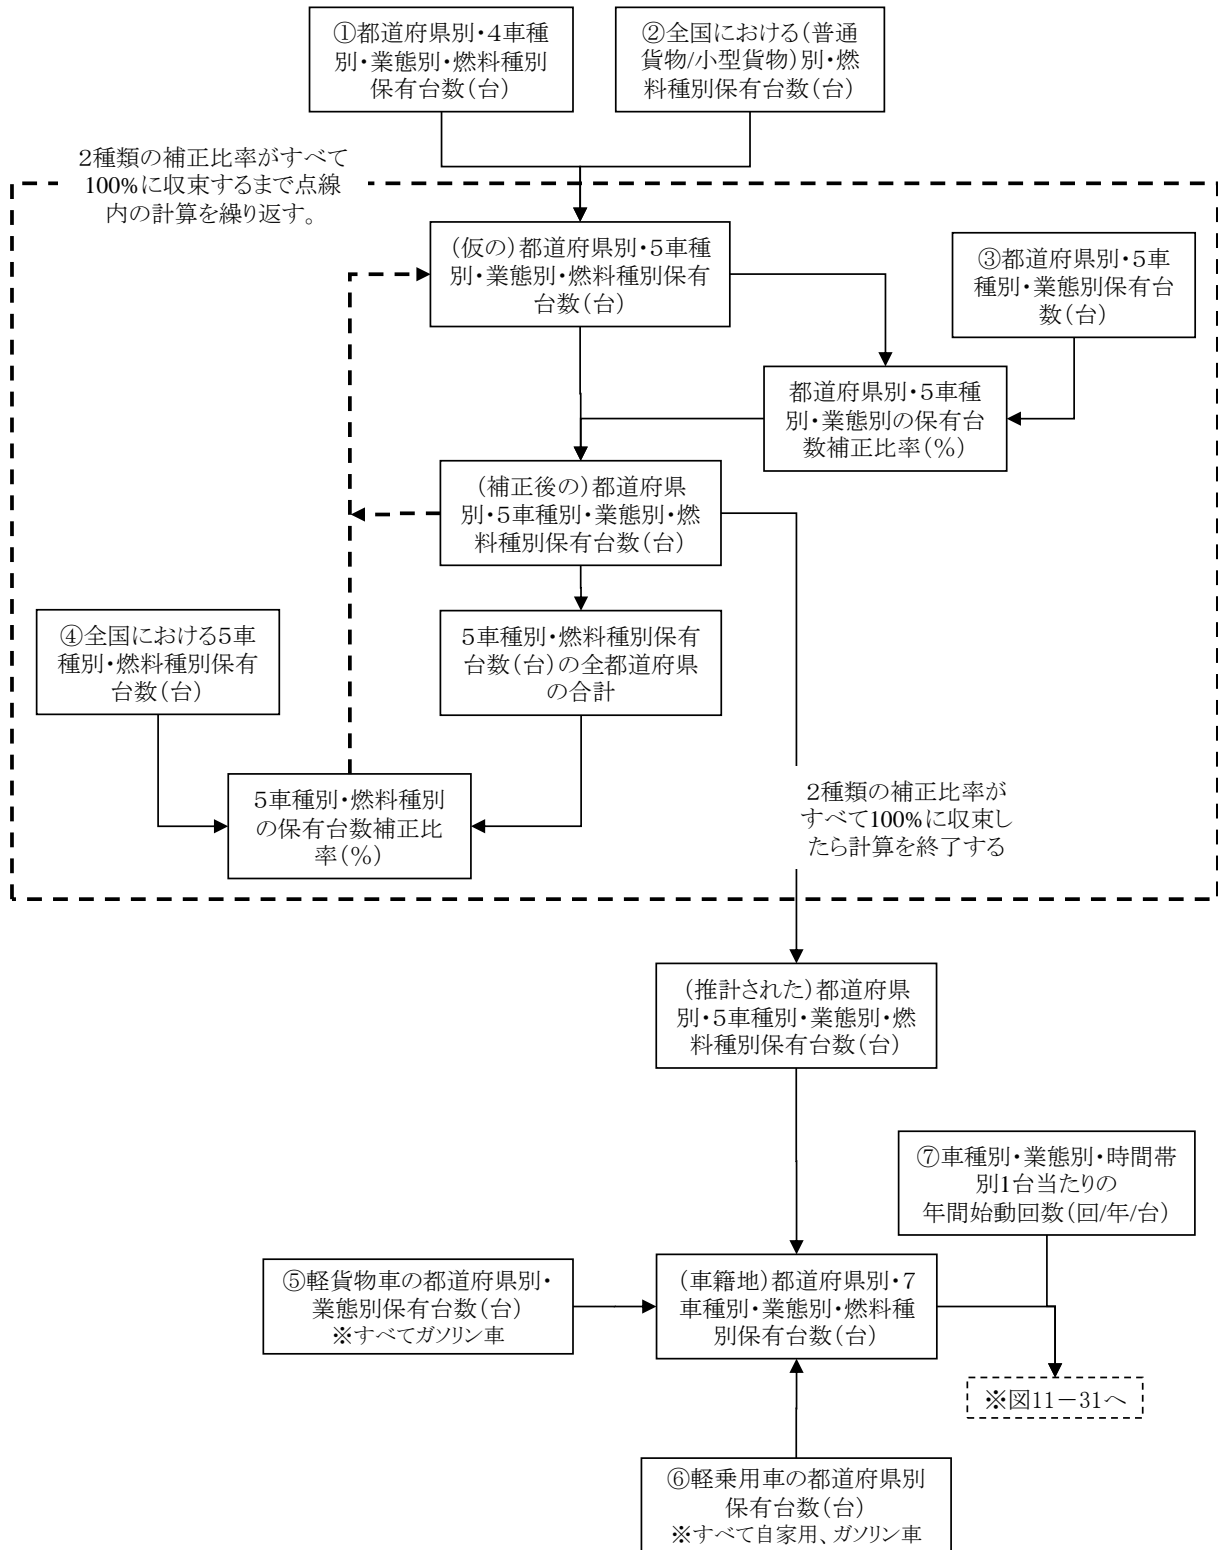 ①都道府県別・4車種
別・業態別・燃料種別
保有台数(台)
②全国における(普通
貨物/小型貨物)別・燃
料種別保有台数(台)
2種類の補正比率がすべて
100%に収束するまで点線
内の計算を繰り返す。
(仮の)都道府県別・5車種
別・業態別・燃料種別保有
台数(台)
③都道府県別・5車
種別・業態別保有台
数(台)
都道府県別・5車種
別・業態別の保有台
数補正比率(%)
(補正後の)都道府県
別・5車種別・業態別・燃
料種別保有台数(台)
④全国における5車
種別・燃料種別保有
台数(台)
5車種別・燃料種別保有
台数(台)の全都道府県
の合計
5車種別・燃料種別
の保有台数補正比
率(%)
2種類の補正比率が
すべて100%に収束し
たら計算を終了する
(推計された)都道府県
別・5車種別・業態別・燃
料種別保有台数(台)
⑦車種別・業態別・時間帯
別1台当たりの
年間始動回数(回/年/台)
⑤軽貨物車の都道府県別・
業態別保有台数(台)
※すべてガソリン車
(車籍地)都道府県別・7
車種別・業態別・燃料種
別保有台数(台)
※図11-31へ
⑥軽乗用車の都道府県別
保有台数(台)
※すべて自家用、ガソリン車